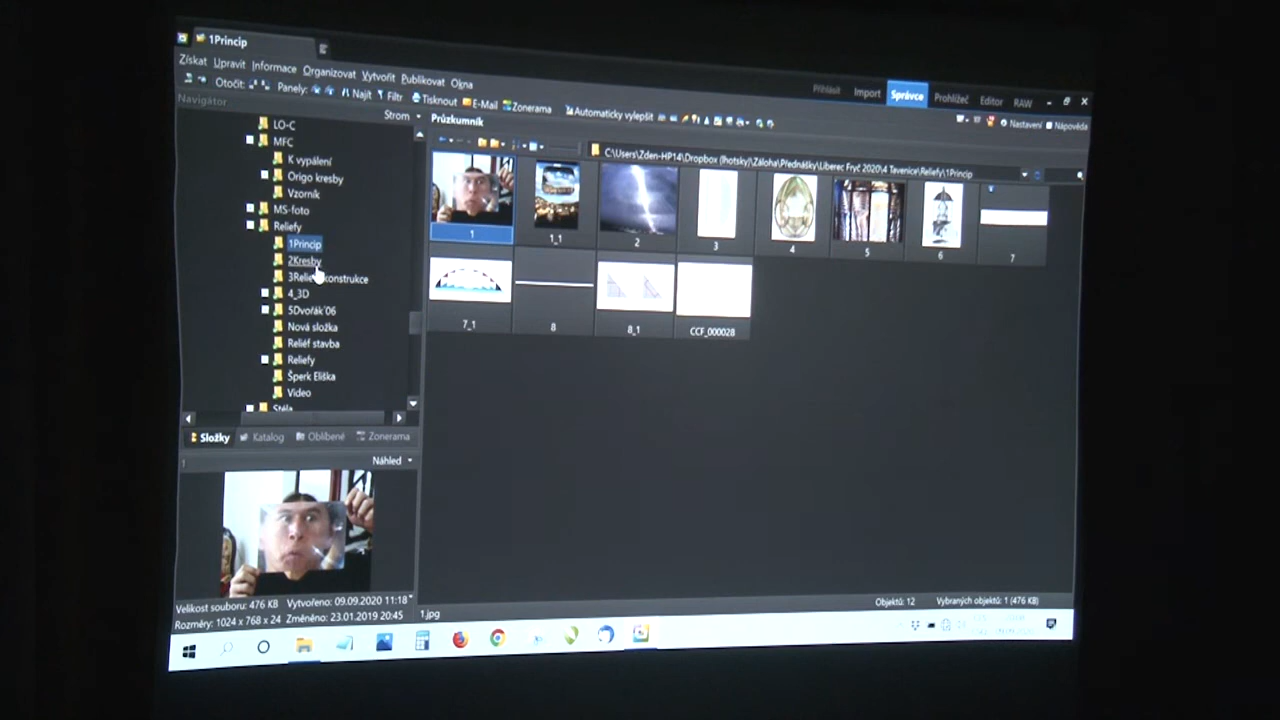 1Princip
Získat Upravit Informace Organizovat Vytvořit Publikovat Okna
Import Správce Prohlížeč Editor RAW
Otočit: Panely: Najít Filtr Tisknout E-Mail Zonerama Automaticky vylepšit Nastavení Nápověda
Navigátor
Strom
Průzkumník
C:\Users\Zden-HP14\Dropbox (lhotsky)\Záloha\Přednášky\Liberec Fryč 2020\4 Tavenice\Reliefy\1Princip
LO-C
MFC
K vypálení
Origo kresby
Vzorník
MS-foto
Reliefy
1Princip
2Kresby
konstrukce
4_3D
5Dvořák'06
Nová složka
Reliéf stavba
Reliefy
Šperk Eliška
Video
Stéla
1
1_1
2
3
4
5
6
7
7_1
8
8_1
CCF_000028
Složky Katalog Oblíbené Zonerama
1
Náhled
Velikost souboru: 476 KB Vytvořeno: 09.09.2020 11:18
Rozměry: 1024 x 768 x 24 Změněno: 23.01.2019 20:45
1.jpg
Objektů: 12 Vybraných objektů: 1 (476 KB)